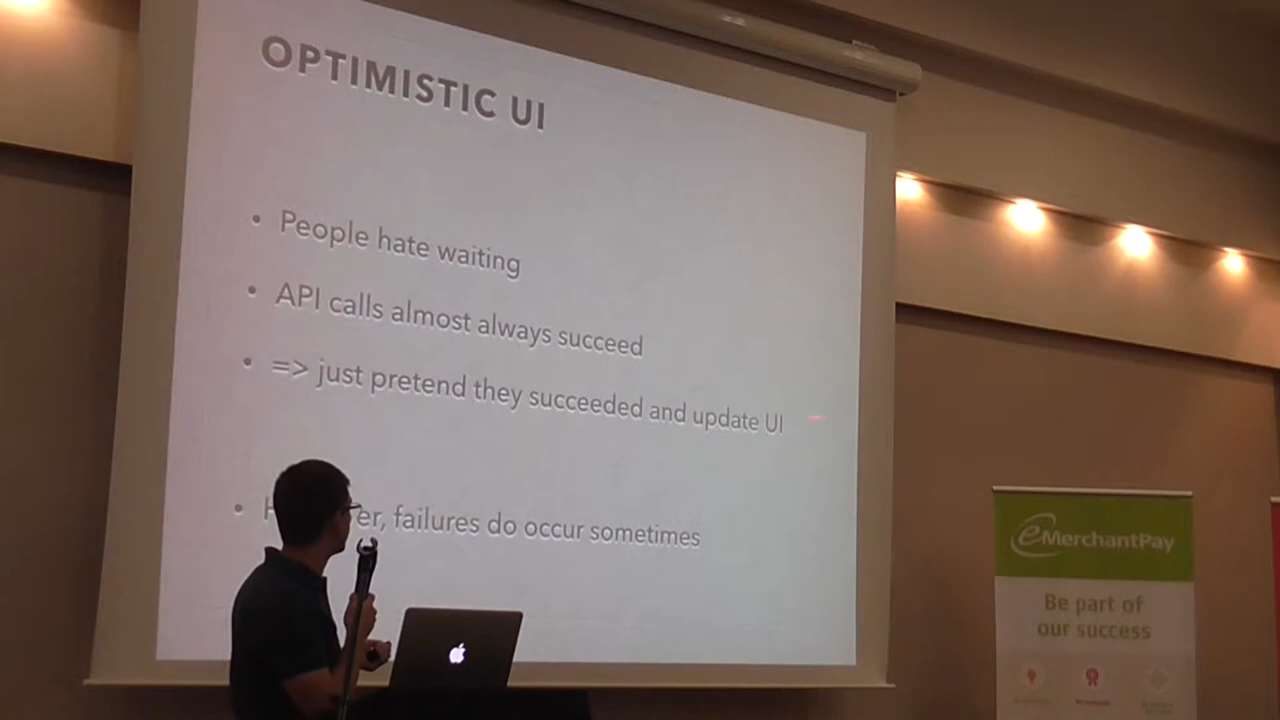 OPTIMISTIC UI
• People hate waiting
• API calls almost always succeed
• => just pretend they succeeded and update UI
• H er, failures do occur sometimes
eMerchantPay
Be part of
our success